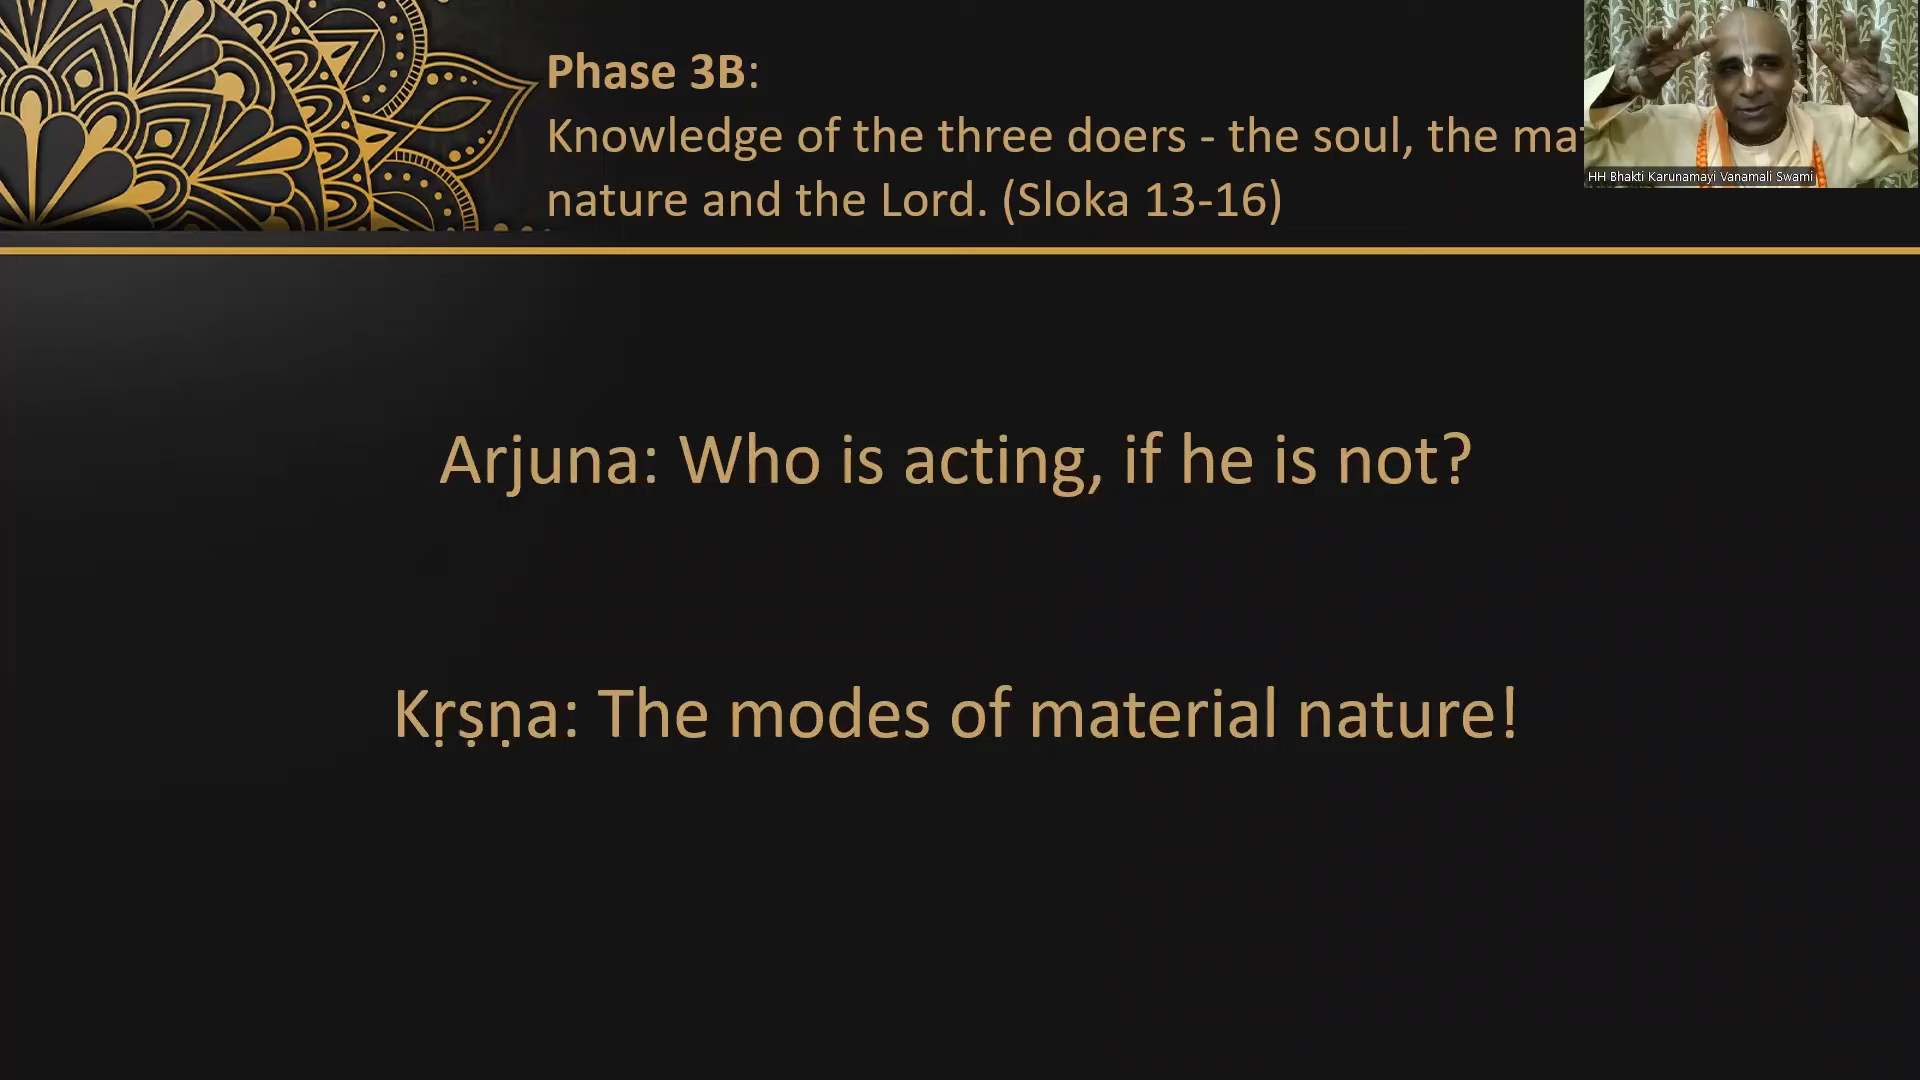 Phase 3B:
Knowledge of the three doers - the soul, the
nature and the Lord. (Sloka 13-16)
HH Bhakti Karunamayi Vanamali Swami
Arjuna: Who is acting, if he is not?
Kṛṣṇa: The modes of material nature!